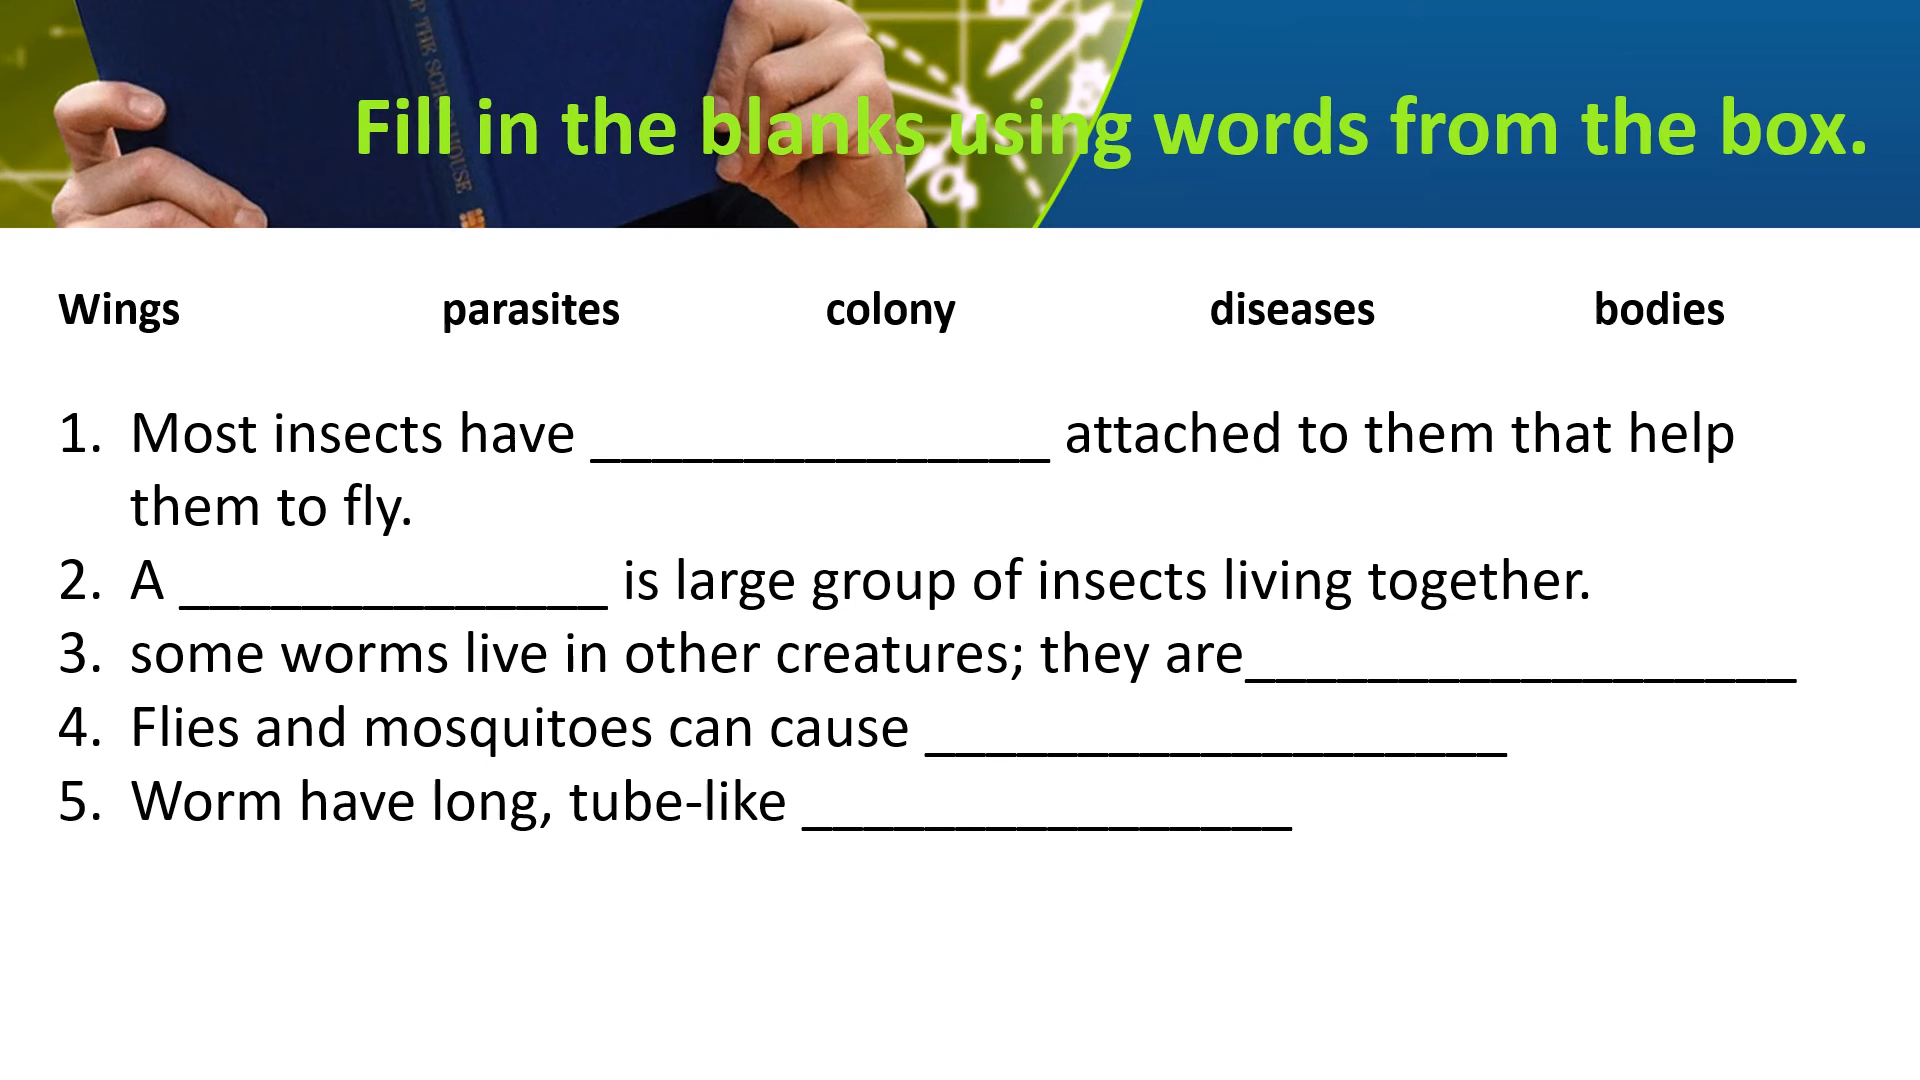 Fill in the blanks using words from the box.
Wings parasites colony diseases bodies
1. Most insects have _______________ attached to them that help
them to fly.
2. A ______________ is large group of insects living together.
3. some worms live in other creatures; they are__________________
4. Flies and mosquitoes can cause ___________________
5. Worm have long, tube-like ________________